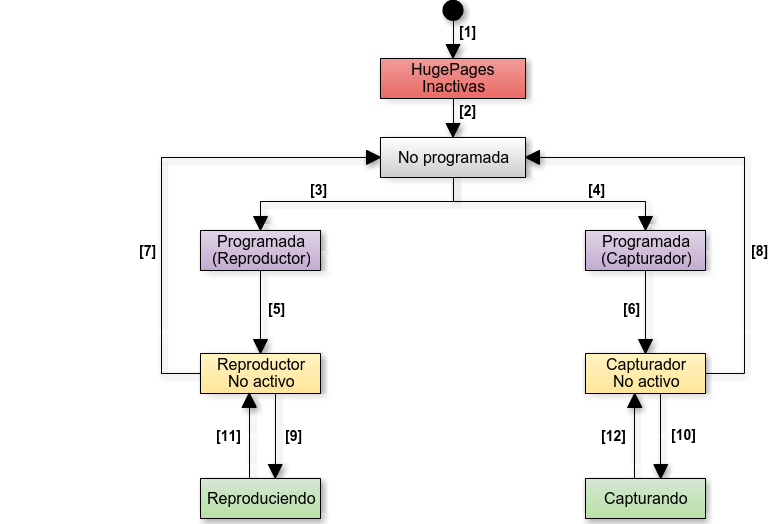 [1]
HugePages
Inactivas
[2]
No programada
[3]
[4]
Programada
(Reproductor)
Programada
(Capturador)
[7]
[8]
[5]
[6]
Reproductor
No activo
Capturador
No activo
[11]
[9]
[12]
[10]
Reproduciendo
Capturando